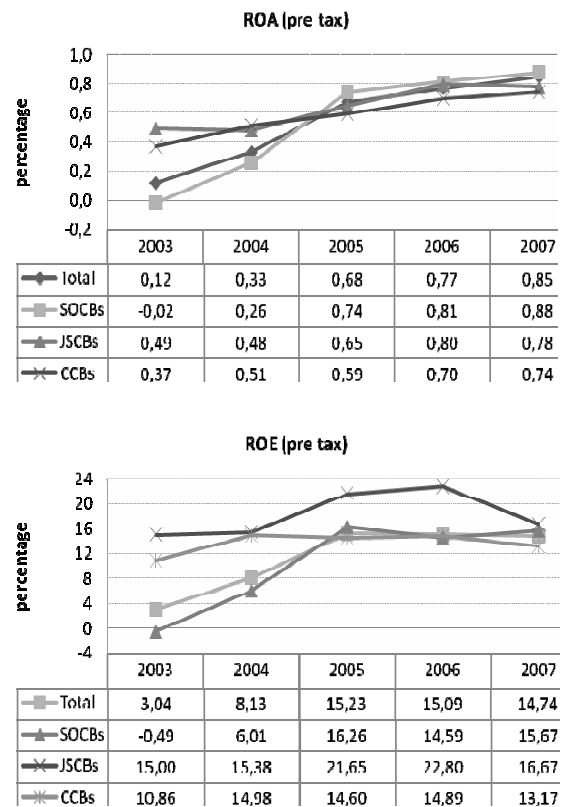 ROA (pre tax)
percentage
1,0
0,8
0,6
0,4
0,2
0,0
-0,2
2003 2004 2005 2006 2007
Total 0,12 0,33 0,68 0,77 0,85
SOCBs -0,02 0,26 0,74 0,81 0,88
JSCBs 0,49 0,48 0,65 0,80 0,78
CCBs 0,37 0,51 0,59 0,70 0,74
ROE (pre tax)
percentage
24
20
16
12
8
4
0
-4
2003 2004 2005 2006 2007
Total 3,04 8,13 15,23 15,09 14,74
SOCBs -0,49 6,01 16,26 14,59 15,67
JSCBs 15,00 15,38 21,65 22,80 16,67
CCBs 10,86 14,98 14,60 14,89 13,17